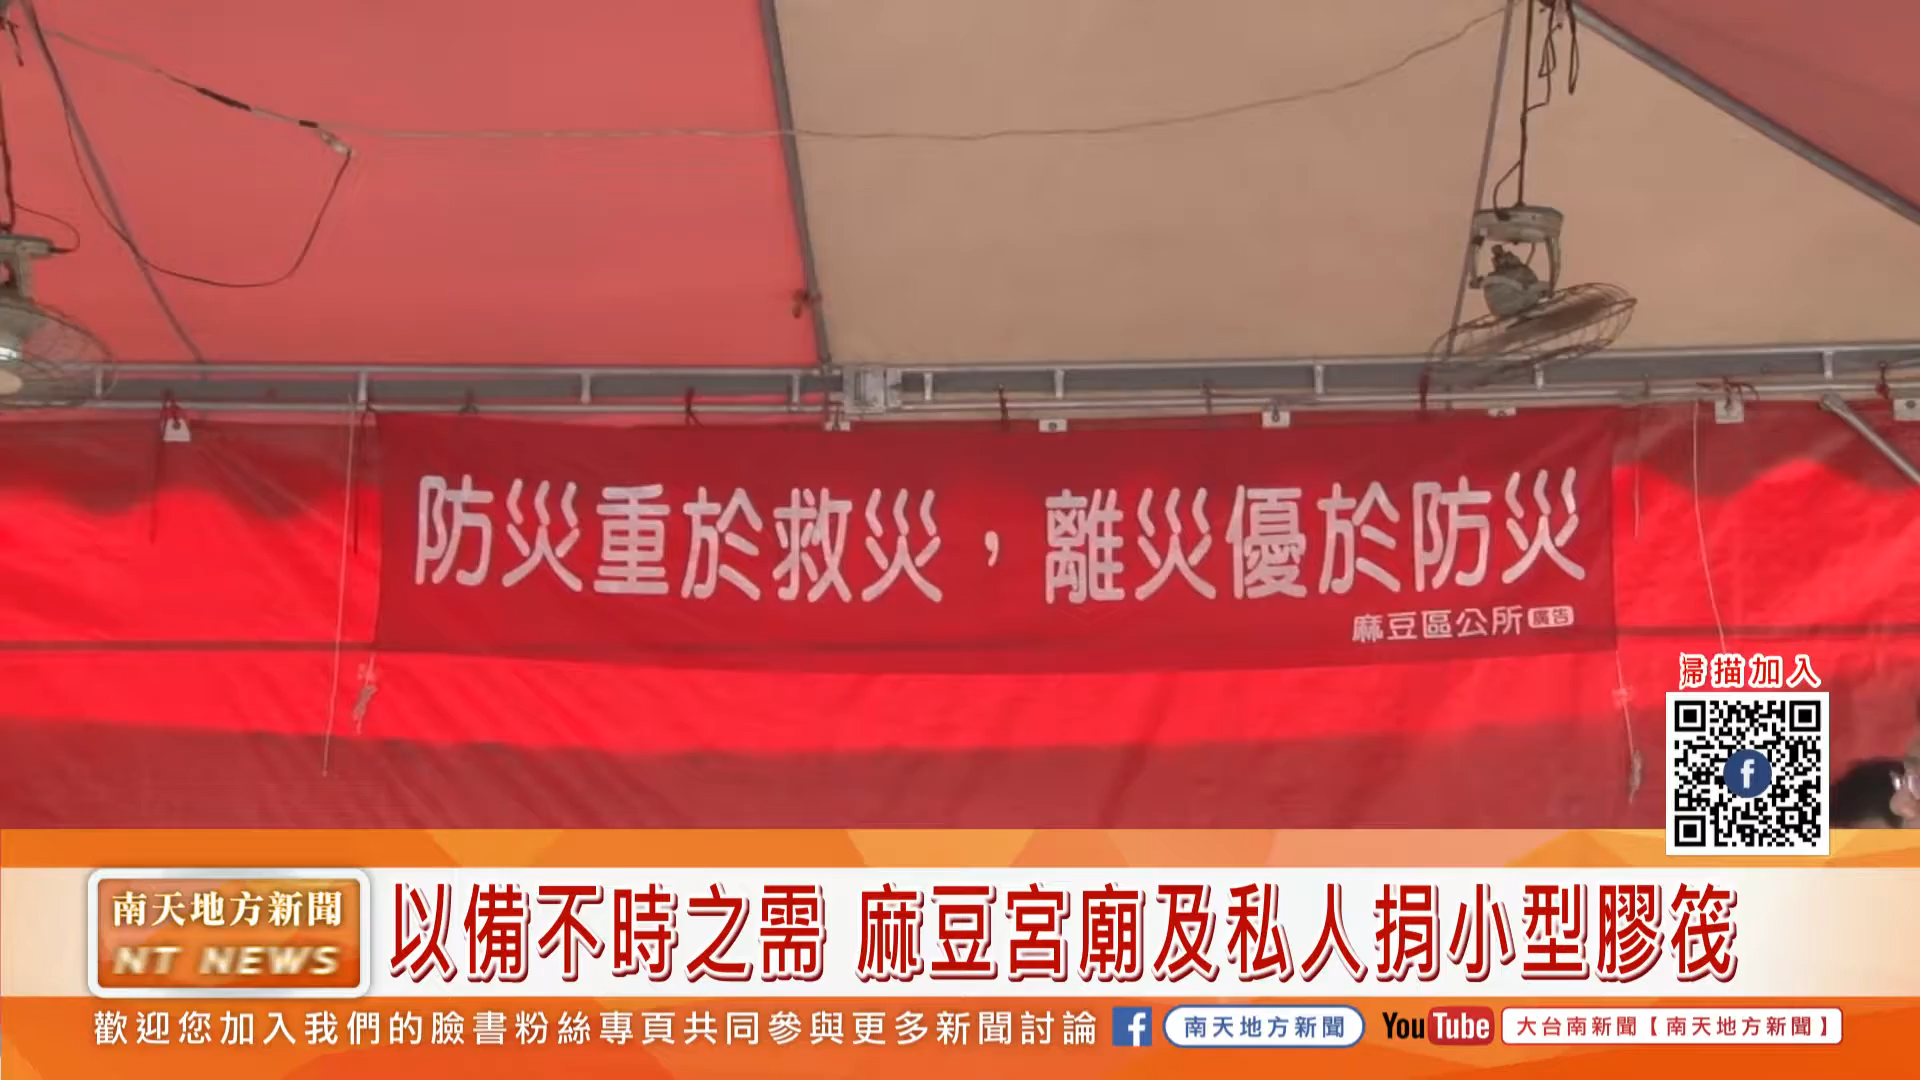 防災重於救災，離災優於防災
麻豆區公所 廣告
掃描加入
南天地方新聞
NT NEWS
以備不時之需 麻豆宮廟及私人捐小型膠筏
歡迎您加入我們的臉書粉絲專頁共同參與更多新聞討論 f 南天地方新聞 YouTube 大台南新聞【南天地方新聞】